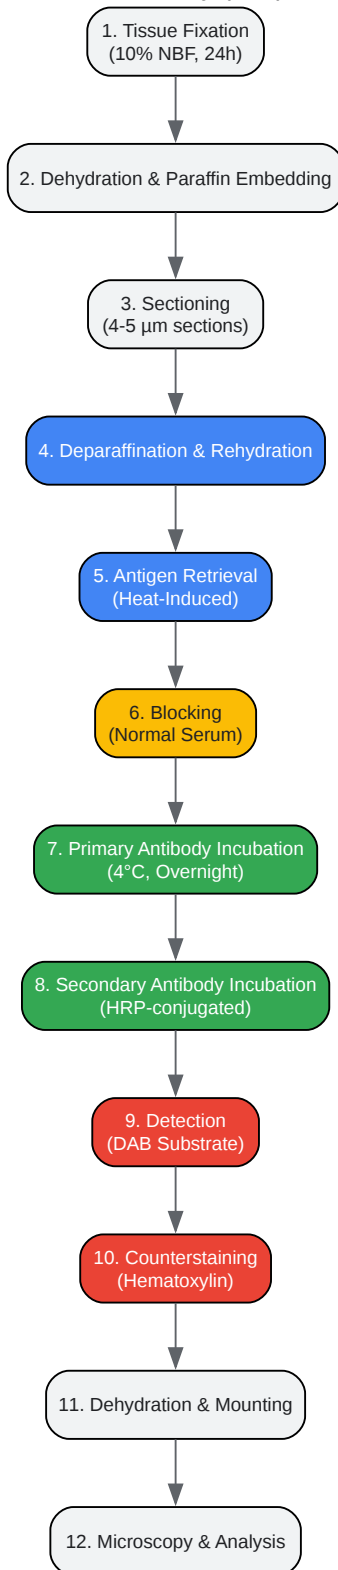 1. Tissue Fixation
(10% NBF, 24h)
2. Dehydration & Paraffin Embedding
3. Sectioning
(4-5 µm sections)
4. Deparaffination & Rehydration
5. Antigen Retrieval
(Heat-Induced)
6. Blocking
(Normal Serum)
7. Primary Antibody Incubation
(4°C, Overnight)
8. Secondary Antibody Incubation
(HRP-conjugated)
9. Detection
(DAB Substrate)
10. Counterstaining
(Hematoxylin)
11. Dehydration & Mounting
12. Microscopy & Analysis